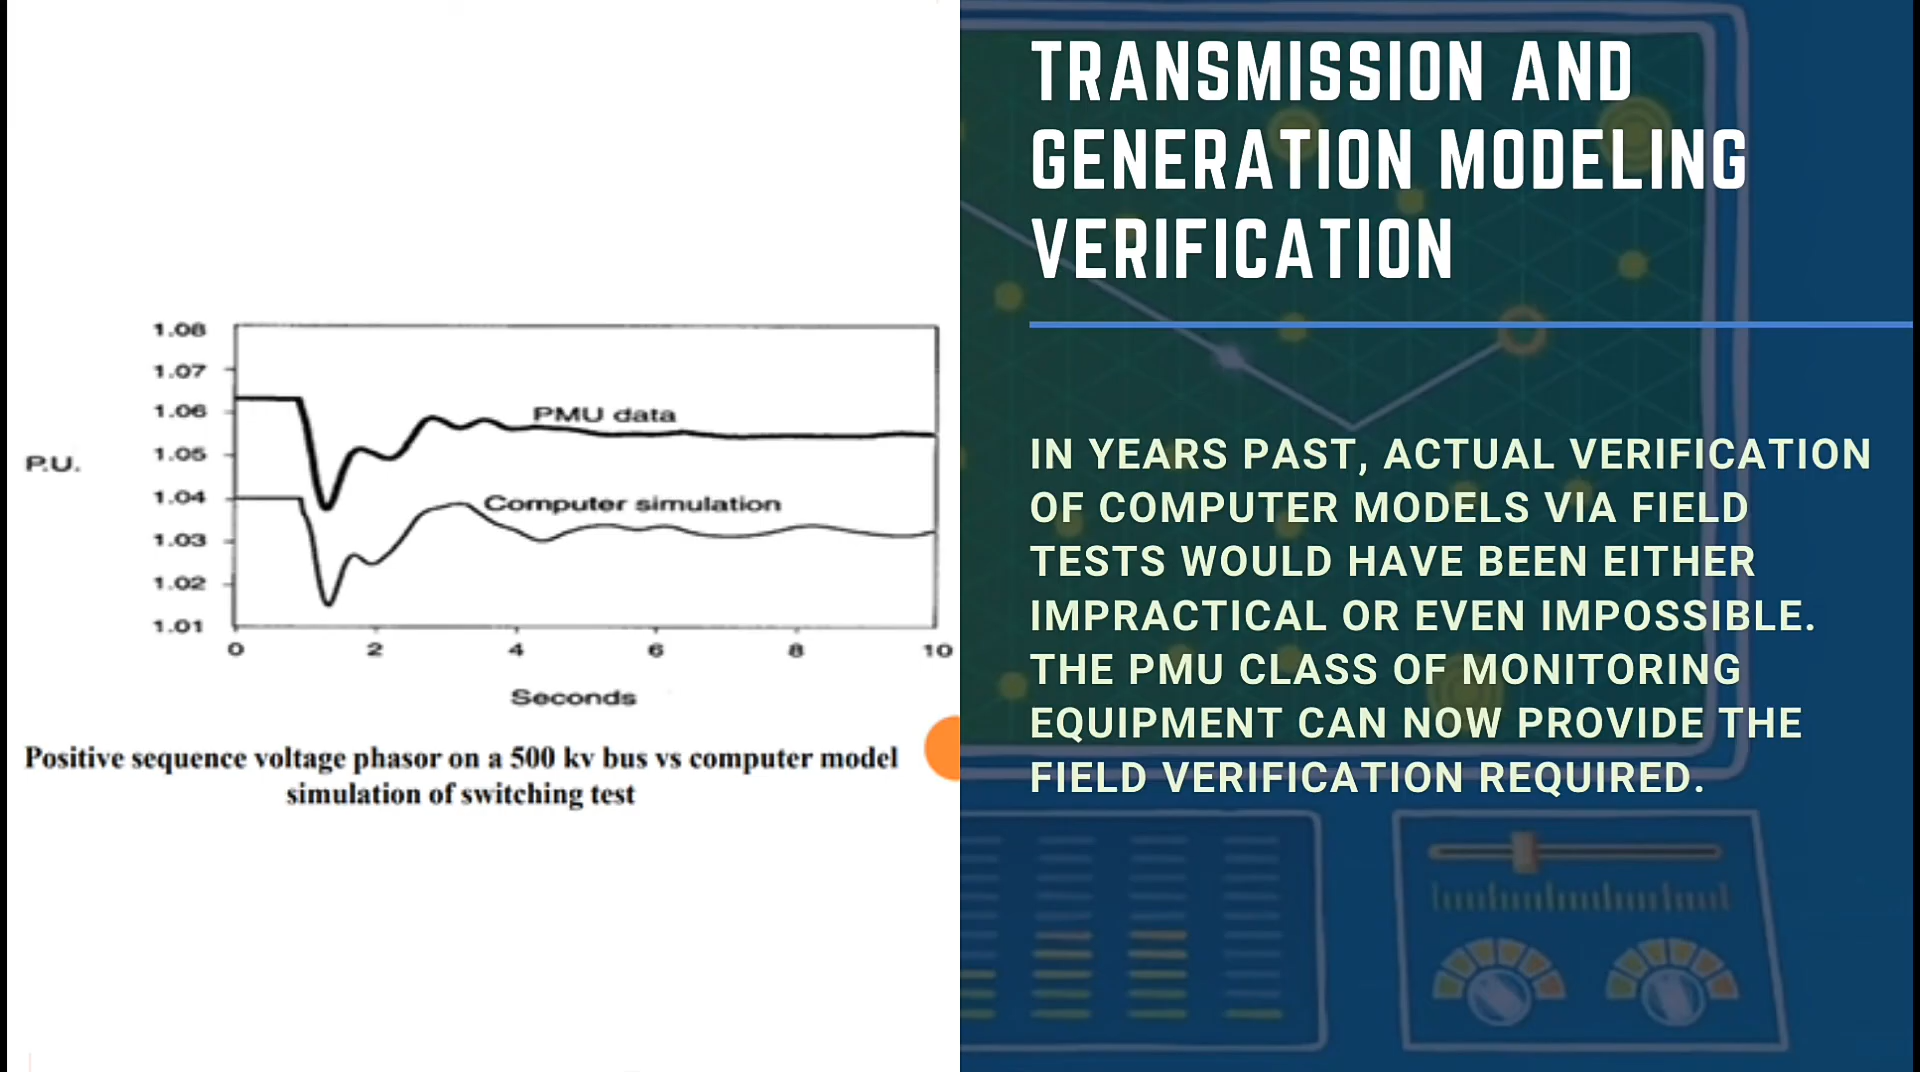 1.08
1.07
1.06
1.05
1.04
1.03
1.02
1.01
P.U.
PMU data
Computer simulation
0 2 4 6 8 10
Seconds
Positive sequence voltage phasor on a 500 kv bus vs computer model
simulation of switching test
TRANSMISSION AND
GENERATION MODELING
VERIFICATION
IN YEARS PAST, ACTUAL VERIFICATION
OF COMPUTER MODELS VIA FIELD
TESTS WOULD HAVE BEEN EITHER
IMPRACTICAL OR EVEN IMPOSSIBLE.
THE PMU CLASS OF MONITORING
EQUIPMENT CAN NOW PROVIDE THE
FIELD VERIFICATION REQUIRED.